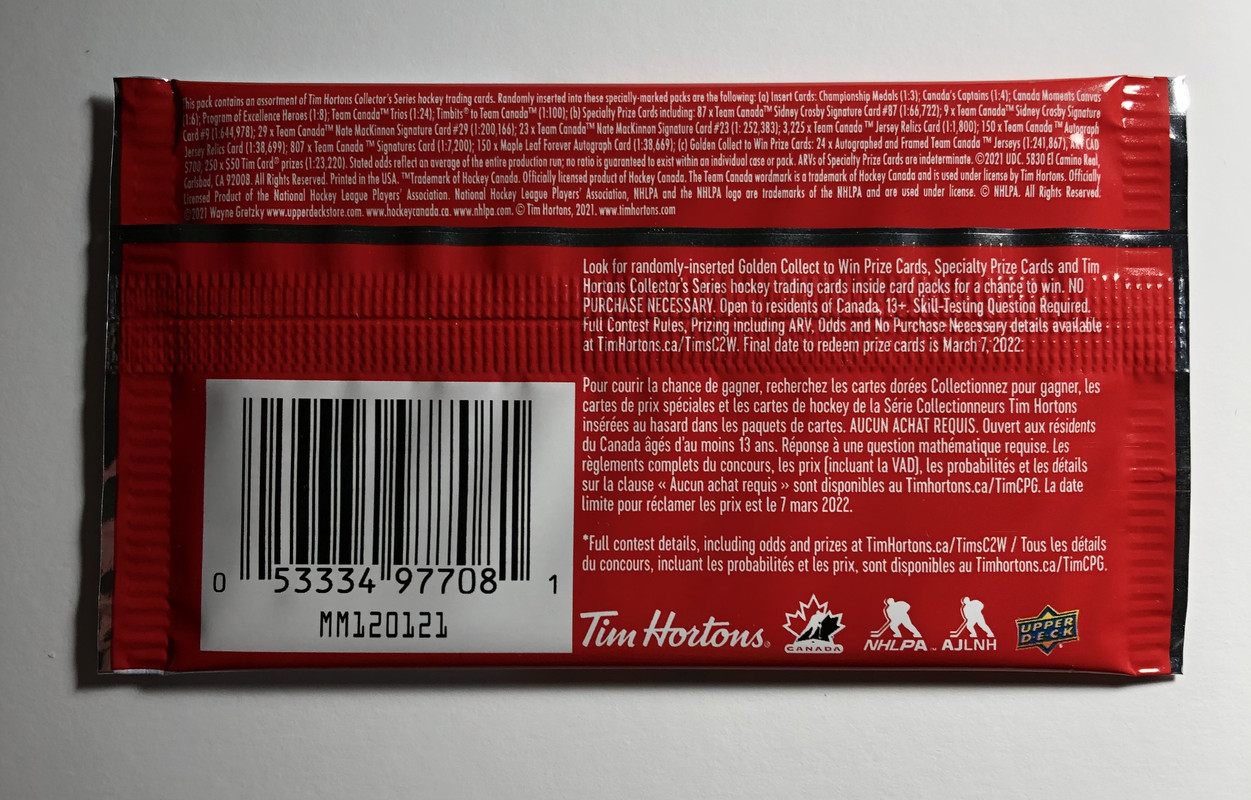 This pack contains an assortment of Tim Hortons Collector's Series hockey trading cards. Randomly inserted into these specially-marked packs are the following: (a) Insert Cards: Championship Medals (1:3); Canada's Captains (1:4); Canada Moments Canvas
(1:6); Program of Excellence Heroes (1:8); Team Canada™ Trios (1:24); Timbits® to Team Canada™ (1:100); (b) Specialty Prize Cards including: 87 x Team Canada™ Sidney Crosby Signature Card #87 (1:66,722); 9 x Team Canada™ Sidney Crosby Signature
Card #9 (1:644,978); 29 x Team Canada™ Nate MacKinnon Signature Card #29 (1:200,166); 23 x Team Canada™ Nate MacKinnon Signature Card #23 (1: 252,383); 3,225 x Team Canada™ Jersey Relics Card (1:1,800); 150 x Team Canada™ Autograph
Jersey Relics Card (1:38,699); 807 x Team Canada™ Signatures Card (1:7,200); 150 x Maple Leaf Forever Autograph Card (1:38,669); (c) Golden Collect to Win Prize Cards: 24 x Autographed and Framed Team Canada™ Jerseys (1:241,867), CAD
$700; 250 x $50 Tim Card® prizes (1:23,220). Stated odds reflect an average of the entire production run; no ratio is guaranteed to exist within an individual case or pack. ARVs of Specialty Prize Cards are indeterminate. ©2021 UDC. 5830 El Camino Real,
Carlsbad, CA 92008. All Rights Reserved. Printed in the USA. ™Trademark of Hockey Canada. Officially licensed product of Hockey Canada. The Team Canada wordmark is a trademark of Hockey Canada and is used under license by Tim Hortons. Officially
Licensed Product of the National Hockey League Players' Association. National Hockey League Players' Association, NHLPA and the NHLPA logo are trademarks of the NHLPA and are used under license. © NHLPA. All Rights Reserved.
©2021 Wayne Gretzky www.upperdeckstore.com. www.hockeycanada.ca. www.nhlpa.com. © Tim Hortons, 2021. www.timhortons.com
Look for randomly-inserted Golden Collect to Win Prize Cards, Specialty Prize Cards and Tim
Hortons Collector's Series hockey trading cards inside card packs for a chance to win. NO
PURCHASE NECESSARY. Open to residents of Canada, 13+. Skill-Testing Question Required.
Full Contest Rules, Prizing including ARV, Odds and No Purchase Necessary details available
at TimHortons.ca/TimsC2W. Final date to redeem prize cards is March 7, 2022.
Pour courir la chance de gagner, recherchez les cartes dorées Collectionnez pour gagner, les
cartes de prix spéciales et les cartes de hockey de la Série Collectionneurs Tim Hortons
insérées au hasard dans les paquets de cartes. AUCUN ACHAT REQUIS. Ouvert aux résidents
du Canada âgés d'au moins 13 ans. Réponse à une question mathématique requise. Les
règlements complets du concours, les prix [incluant la VAD], les probabilités et les détails
sur la clause « Aucun achat requis » sont disponibles au Timhortons.ca/TimCPG. La date
limite pour réclamer les prix est le 7 mars 2022.
*Full contest details, including odds and prizes at TimHortons.ca/TimsC2W / Tous les détails
du concours, incluant les probabilités et les prix, sont disponibles au Timhortons.ca/TimCPG.
0 53334 97708 1
MM120121
Tim Hortons®
CANADA
NHLPA™
AJLNH
UPPER
DECK